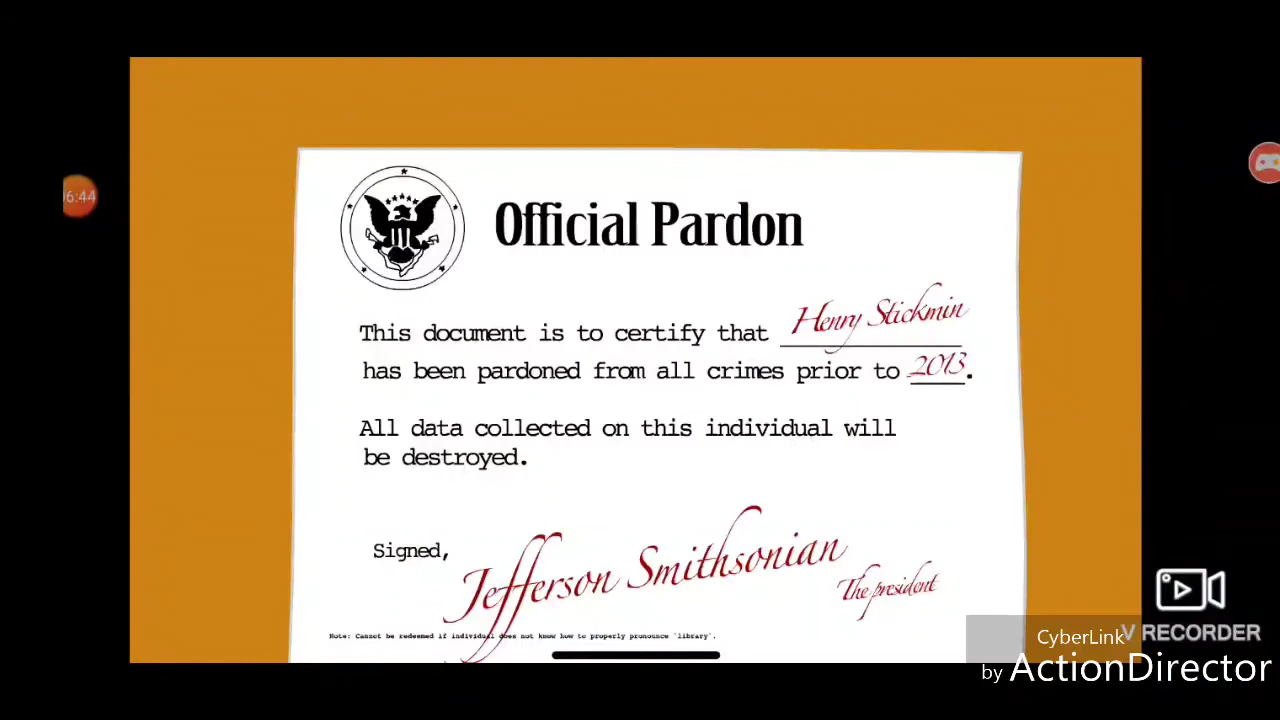 6:44
Official Pardon
This document is to certify that Henry Stickmin
has been pardoned from all crimes prior to 2013.
All data collected on this individual will
be destroyed.
Signed, Jefferson Smithsonian
The president
Note: Cannot be redeemed if individual does not know how to properly pronounce 'library'.
V RECORDER
CyberLink
by ActionDirector